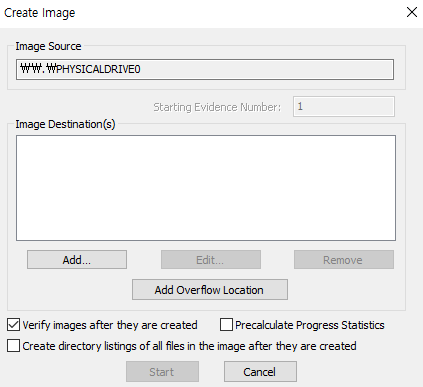 Create Image
Image Source
₩₩.₩PHYSICALDRIVE0
Starting Evidence Number: 1
Image Destination(s)
Add... Edit... Remove
Add Overflow Location
Verify images after they are created Precalculate Progress Statistics
Create directory listings of all files in the image after they are created
Start Cancel